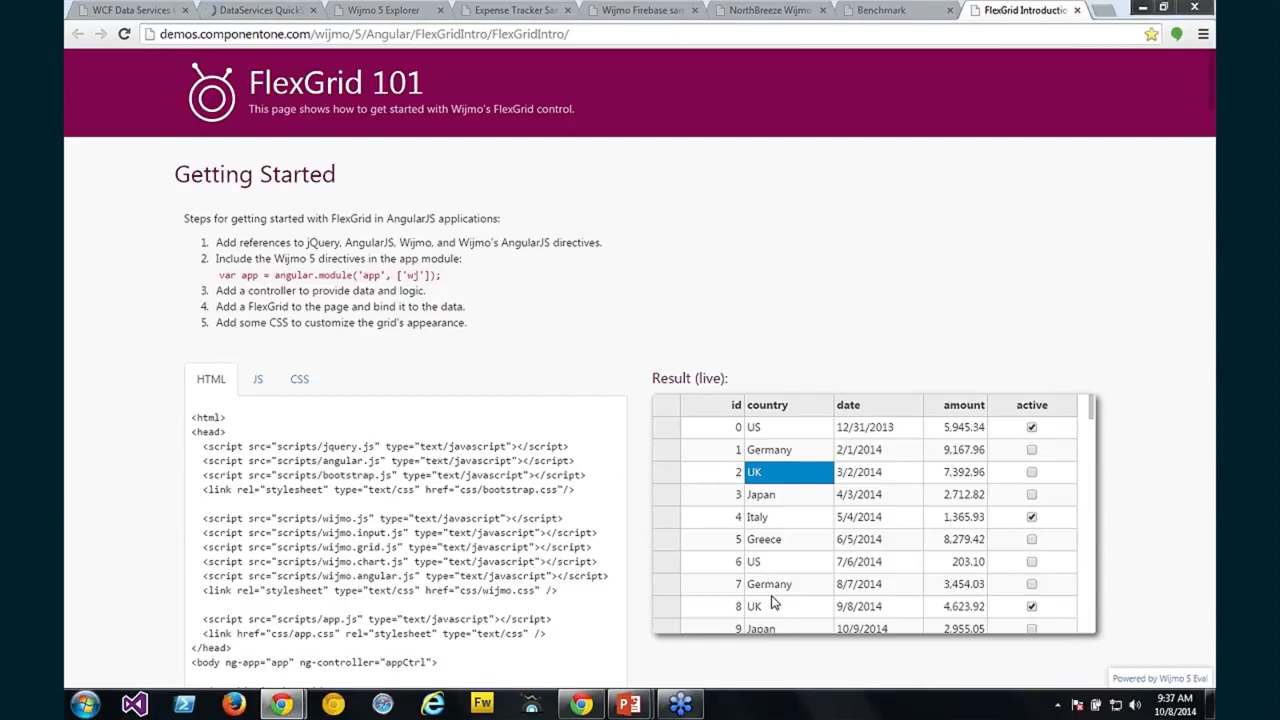 WCF Data Services
DataServices Quick
Wijmo 5 Explorer
Expense Tracker Sam
Wijmo Firebase sam
NorthBreeze Wijmo
Benchmark
FlexGrid Introductio
demos.componentone.com/wijmo/5/Angular/FlexGridIntro/FlexGridIntro/
FlexGrid 101
This page shows how to get started with Wijmo's FlexGrid control.
Getting Started
Steps for getting started with FlexGrid in AngularJS applications:
1. Add references to jQuery, AngularJS, Wijmo, and Wijmo's AngularJS directives.
2. Include the Wijmo 5 directives in the app module:
var app = angular.module('app', ['wj']);
3. Add a controller to provide data and logic.
4. Add a FlexGrid to the page and bind it to the data.
5. Add some CSS to customize the grid's appearance.
HTML JS CSS
<html>
<head>
<script src="scripts/jquery.js" type="text/javascript"></script>
<script src="scripts/angular.js" type="text/javascript"></script>
<script src="scripts/bootstrap.js" type="text/javascript"></script>
<link rel="stylesheet" type="text/css" href="css/bootstrap.css"/>
<script src="scripts/wijmo.js" type="text/javascript"></script>
<script src="scripts/wijmo.input.js" type="text/javascript"></script>
<script src="scripts/wijmo.grid.js" type="text/javascript"></script>
<script src="scripts/wijmo.chart.js" type="text/javascript"></script>
<script src="scripts/wijmo.angular.js" type="text/javascript"></script>
<link rel="stylesheet" type="text/css" href="css/wijmo.css" />
<script src="scripts/app.js" type="text/javascript"></script>
<link href="css/app.css" rel="stylesheet" type="text/css" />
</head>
<body ng-app="app" ng-controller="appCtrl">
Result (live):
id country date amount active
0 US 12/31/2013 5,945.34
1 Germany 2/1/2014 9,167.96
2 UK 3/2/2014 7,392.96
3 Japan 4/3/2014 2,712.82
4 Italy 5/4/2014 1,365.93
5 Greece 6/5/2014 8,279.42
6 US 7/6/2014 203.10
7 Germany 8/7/2014 3,454.03
8 UK 9/8/2014 4,623.92
9 Japan 10/9/2014 2,955.05
Powered by Wijmo 5 Eval
Fw
9:37 AM
10/8/2014